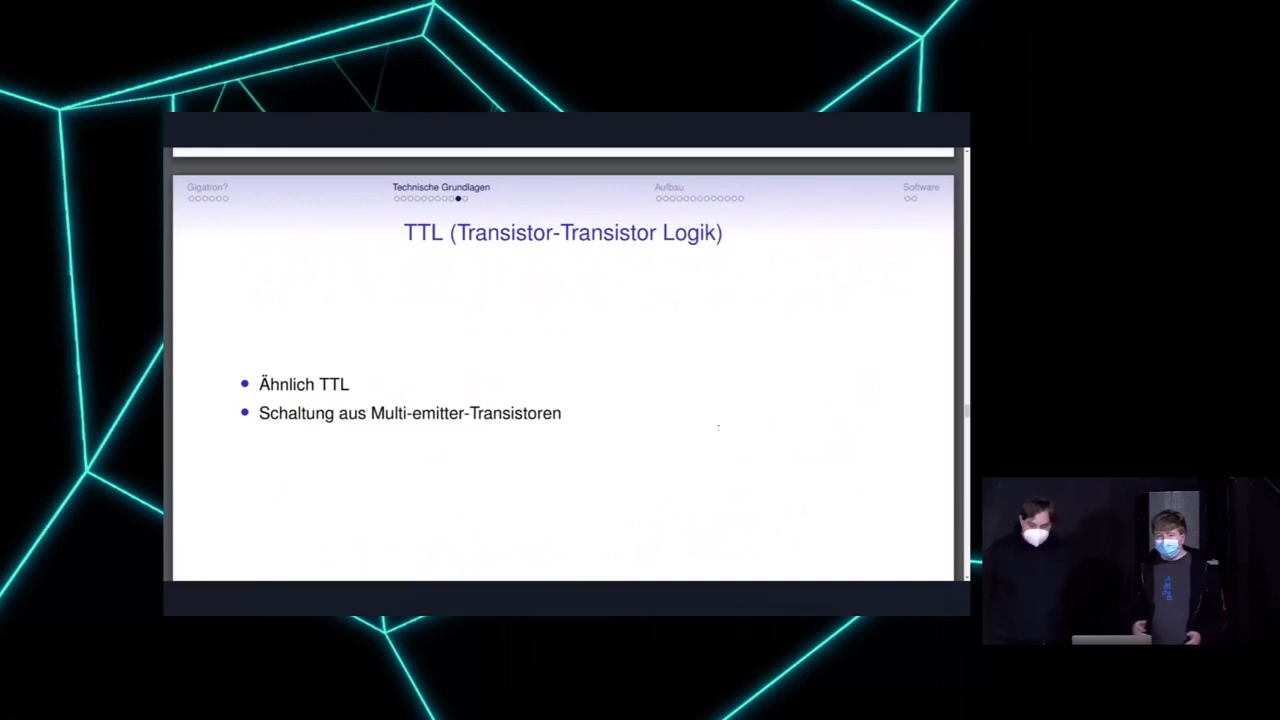 Gigatron?
Technische Grundlagen
Aufbau
Software
TTL (Transistor-Transistor Logik)
Ähnlich TTL
Schaltung aus Multi-emitter-Transistoren